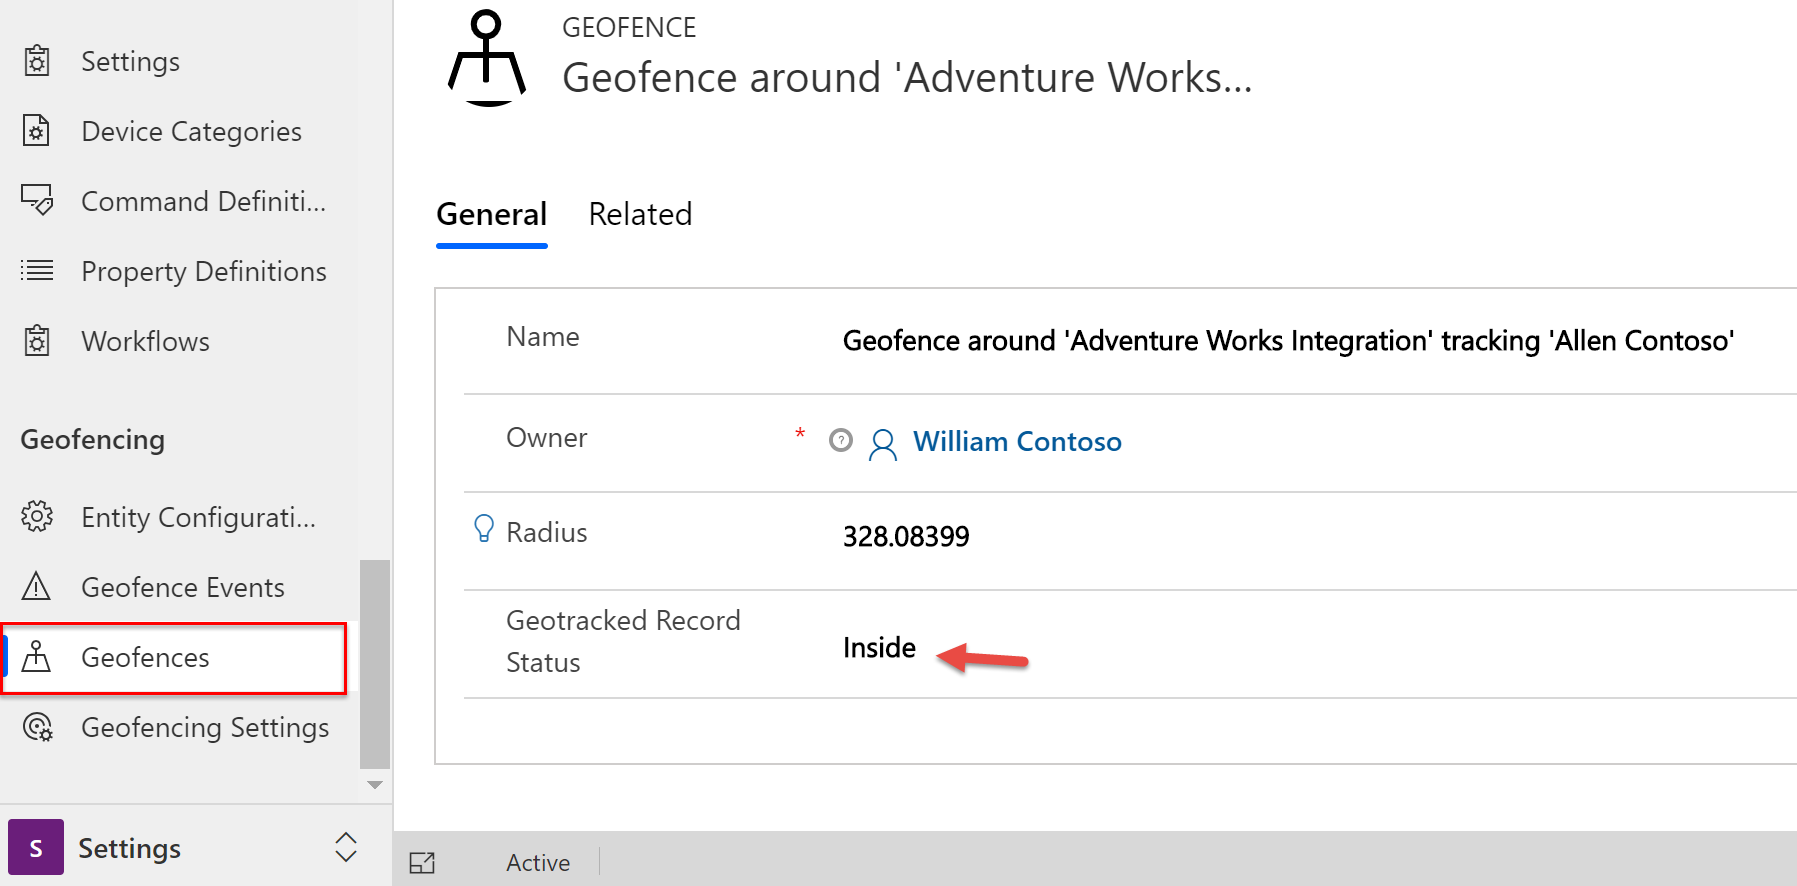 Settings
Device Categories
Command Definiti...
Property Definitions
Workflows
Geofencing
Entity Configurati...
Geofence Events
Geofences
Geofencing Settings
S
Settings
GEOFENCE
Geofence around 'Adventure Works...
General Related
Name
Geofence around 'Adventure Works Integration' tracking 'Allen Contoso'
Owner
*
?
William Contoso
Radius
328.08399
Geotracked Record
Status
Inside
Active